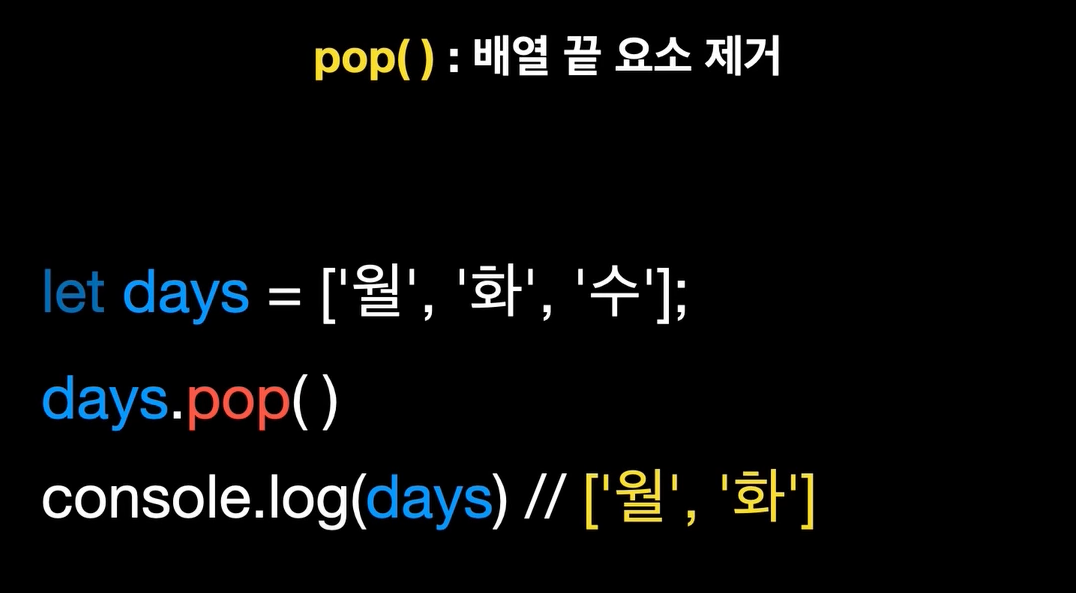 pop( ) : 배열 끝 요소 제거
let days = ['월', '화', '수'];
days.pop( )
console.log(days) // ['월', '화']